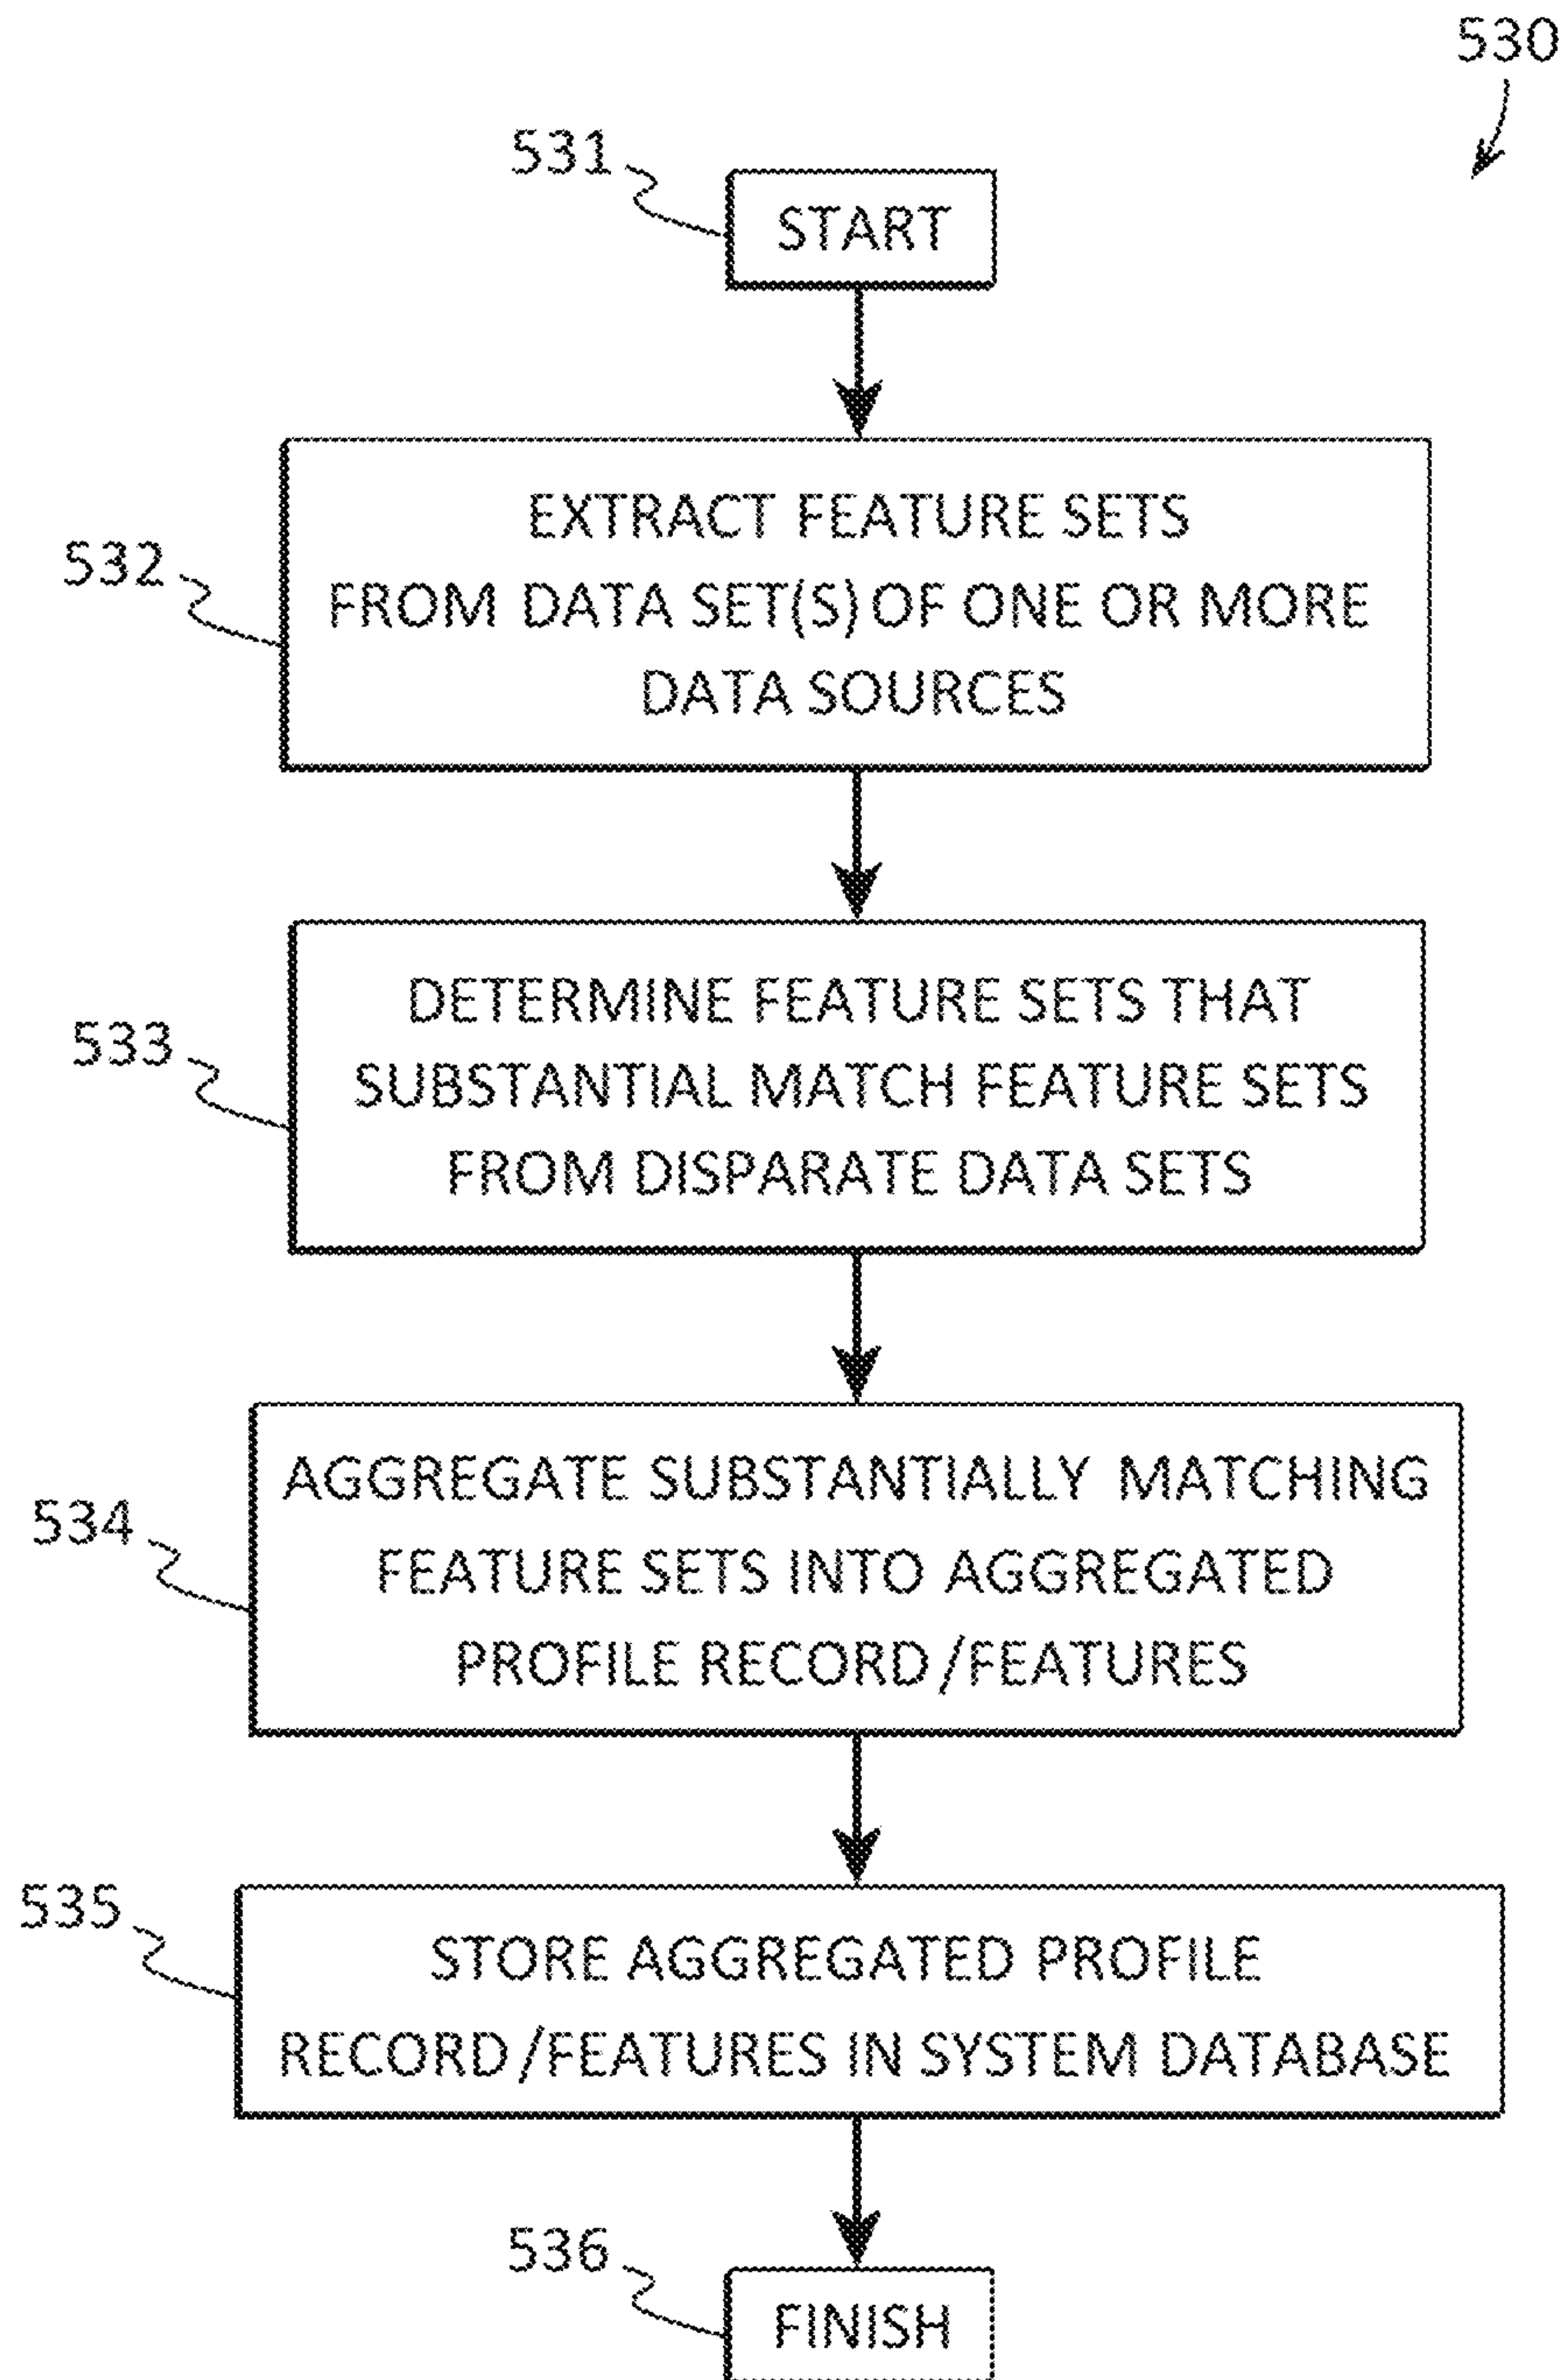 530
531
START
532
EXTRACT FEATURE SETS
FROM DATA SET(S) OF ONE OR MORE
DATA SOURCES
533
DETERMINE FEATURE SETS THAT
SUBSTANTIAL MATCH FEATURE SETS
FROM DISPARATE DATA SETS
534
AGGREGATE SUBSTANTIALLY MATCHING
FEATURE SETS INTO AGGREGATED
PROFILE RECORD/FEATURES
535
STORE AGGREGATED PROFILE
RECORD/FEATURES IN SYSTEM DATABASE
536
FINISH